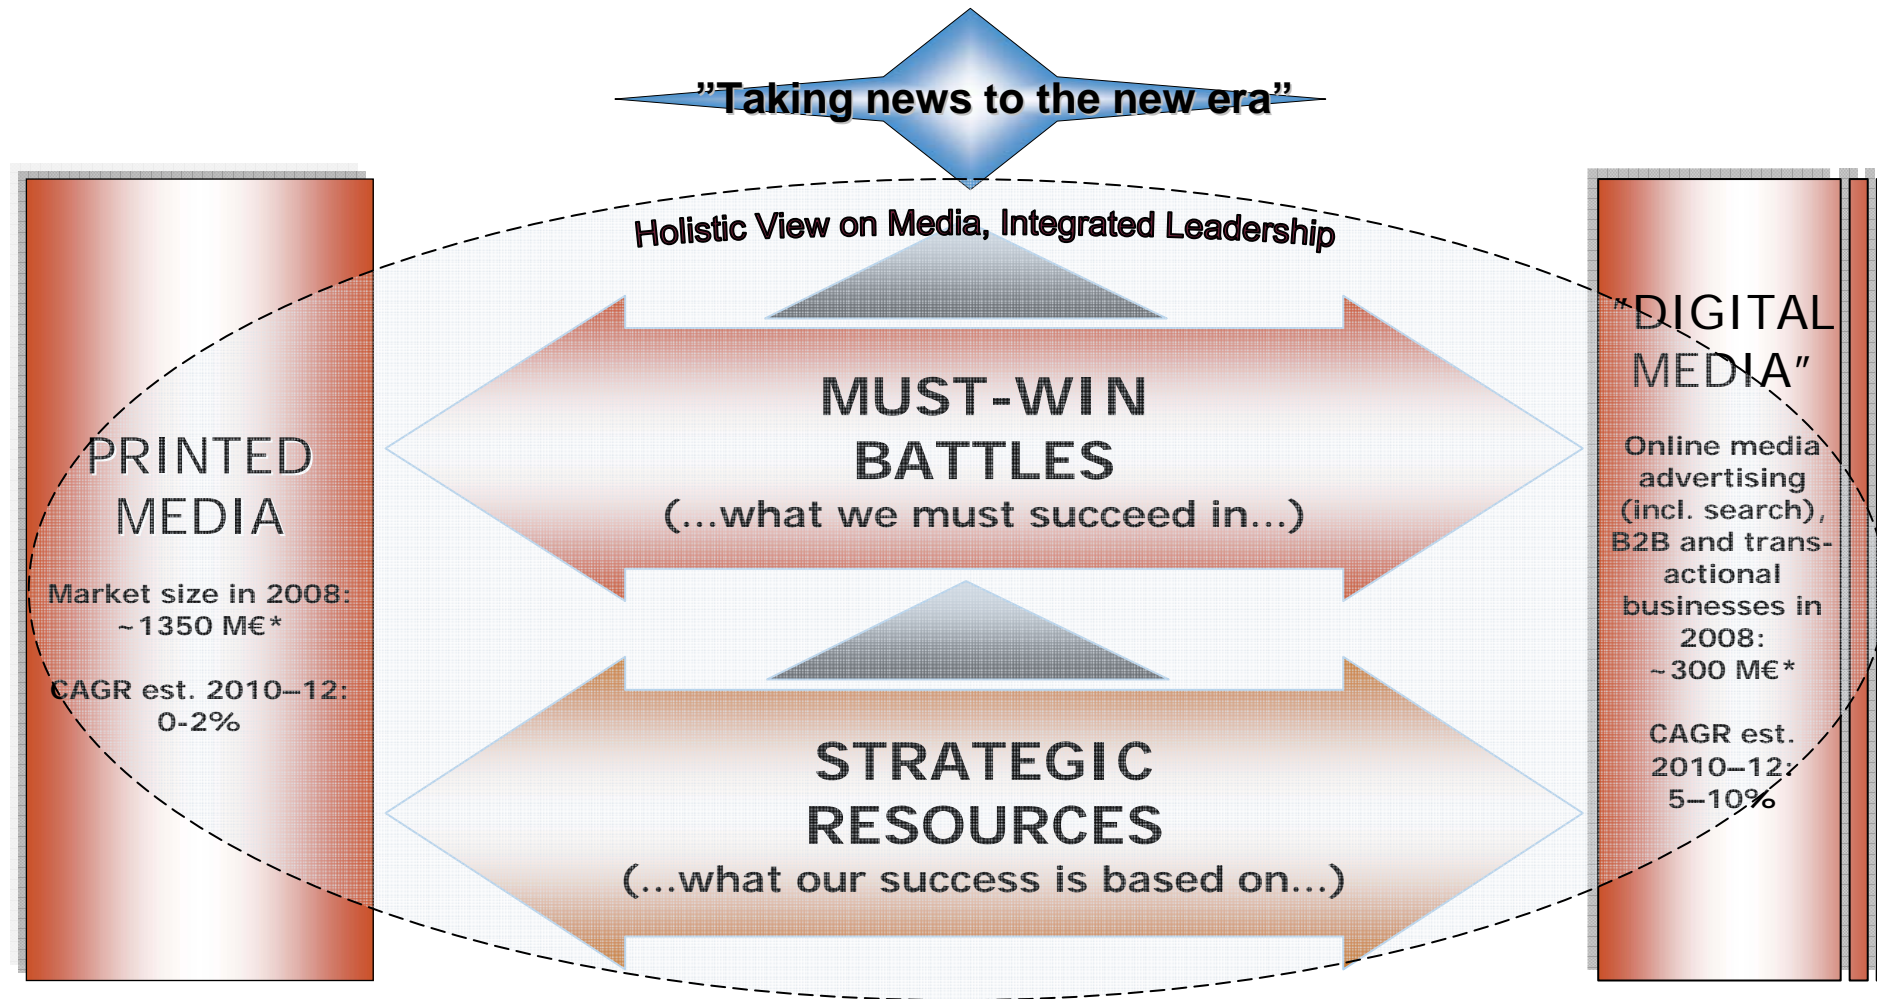 ”Taking news to the new era”
Holistic View on Media, Integrated Leadership
PRINTED
MEDIA
Market size in 2008:
~1350 M€*
CAGR est. 2010–12:
0-2%
MUST-WIN
BATTLES
(...what we must succeed in...)
STRATEGIC
RESOURCES
(...what our success is based on...)
”DIGITAL
MEDIA”
Online media
advertising
(incl. search),
B2B and trans-
actional
businesses in
2008:
~300 M€*
CAGR est.
2010–12:
5–10%